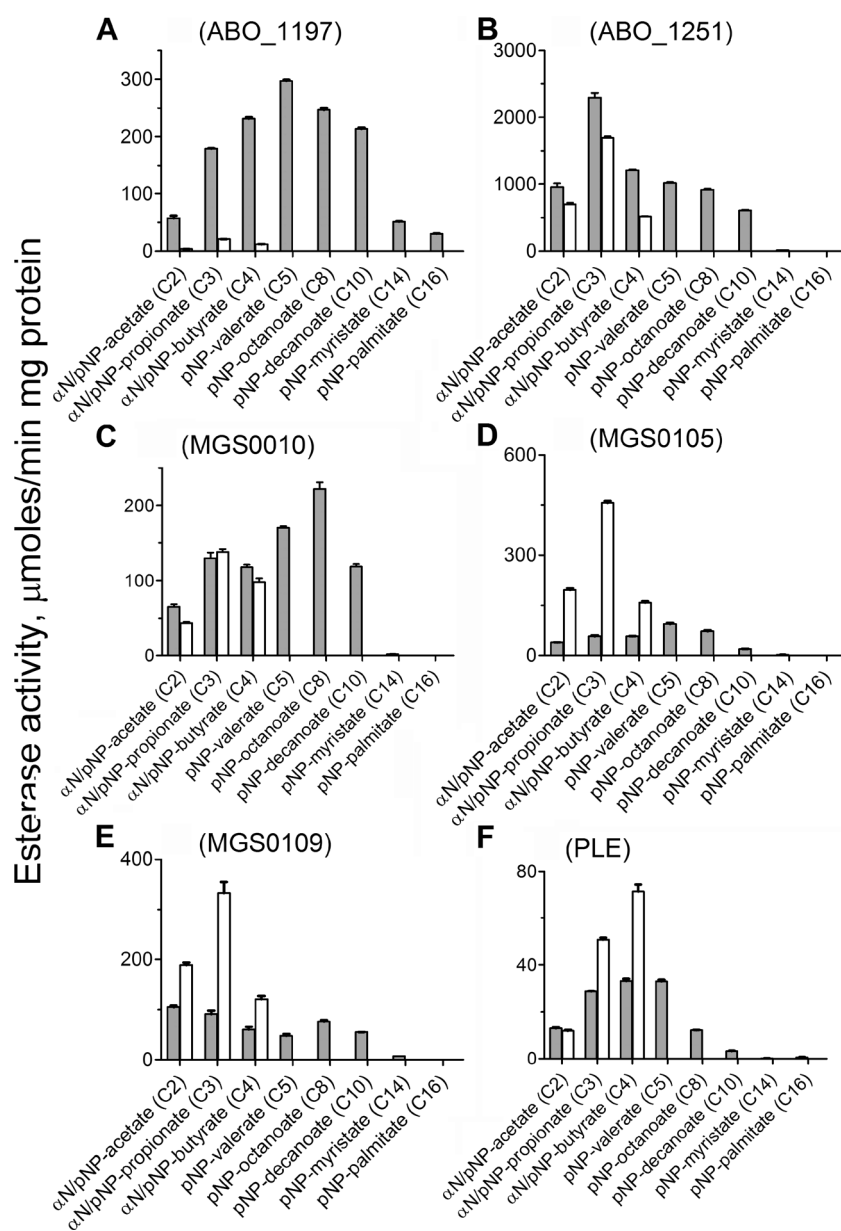 Esterase activity, μmoles/min mg protein
A
(ABO_1197)
300
200
100
0
αN/pNP-acetate (C2)
αN/pNP-propionate (C3)
αN/pNP-butyrate (C4)
pNP-valerate (C5)
pNP-octanoate (C8)
pNP-decanoate (C10)
pNP-myristate (C14)
pNP-palmitate (C16)
B
(ABO_1251)
3000
2000
1000
0
αN/pNP-acetate (C2)
αN/pNP-propionate (C3)
αN/pNP-butyrate (C4)
pNP-valerate (C5)
pNP-octanoate (C8)
pNP-decanoate (C10)
pNP-myristate (C14)
pNP-palmitate (C16)
C
(MGS0010)
200
100
0
αN/pNP-acetate (C2)
αN/pNP-propionate (C3)
αN/pNP-butyrate (C4)
pNP-valerate (C5)
pNP-octanoate (C8)
pNP-decanoate (C10)
pNP-myristate (C14)
pNP-palmitate (C16)
D
(MGS0105)
600
300
0
αN/pNP-acetate (C2)
αN/pNP-propionate (C3)
αN/pNP-butyrate (C4)
pNP-valerate (C5)
pNP-octanoate (C8)
pNP-decanoate (C10)
pNP-myristate (C14)
pNP-palmitate (C16)
E
(MGS0109)
400
200
0
αN/pNP-acetate (C2)
αN/pNP-propionate (C3)
αN/pNP-butyrate (C4)
pNP-valerate (C5)
pNP-octanoate (C8)
pNP-decanoate (C10)
pNP-myristate (C14)
pNP-palmitate (C16)
F
(PLE)
80
40
0
αN/pNP-acetate (C2)
αN/pNP-propionate (C3)
αN/pNP-butyrate (C4)
pNP-valerate (C5)
pNP-octanoate (C8)
pNP-decanoate (C10)
pNP-myristate (C14)
pNP-palmitate (C16)